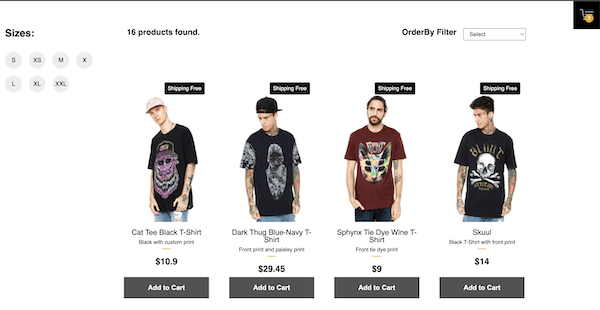 Sizes:
16 products found.
OrderBy Filter
Select
S
XS
M
X
L
XL
XXL
Shipping Free
Shipping Free
Shipping Free
Shipping Free
BLUNT
Cat Tee Black T-Shirt
Black with custom print
$10.9
Add to Cart
Dark Thug Blue-Navy T-
Shirt
Front print and paisley print
$29.45
Add to Cart
Sphynx Tie Dye Wine T-
Shirt
Front tie dye print
$9
Add to Cart
Skuul
Black T-Shirt with front print
$14
Add to Cart